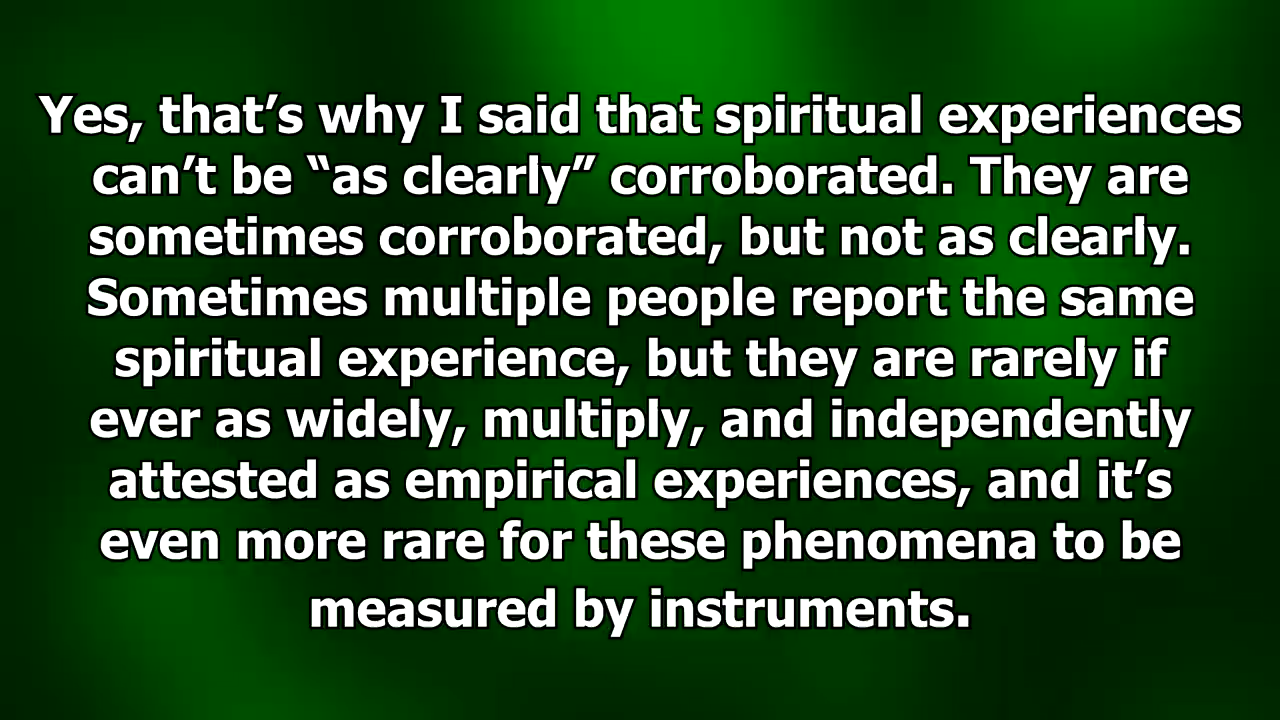 Yes, that’s why I said that spiritual experiences
can’t be “as clearly” corroborated. They are
sometimes corroborated, but not as clearly.
Sometimes multiple people report the same
spiritual experience, but they are rarely if
ever as widely, multiply, and independently
attested as empirical experiences, and it’s
even more rare for these phenomena to be
measured by instruments.